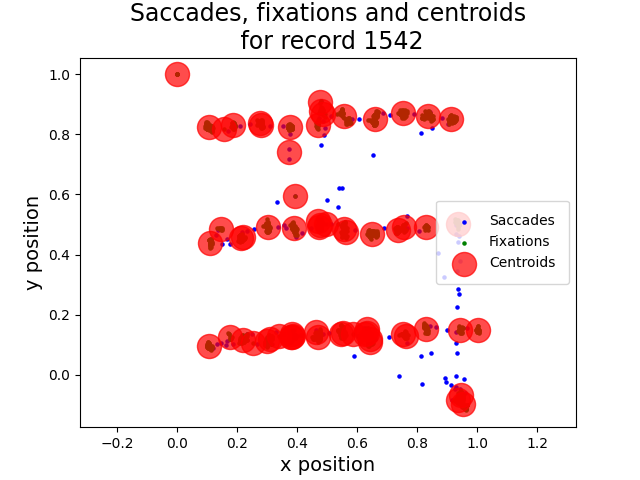 Saccades, fixations and centroids
for record 1542
1.0
0.8
0.6
0.4
0.2
0.0
y position
Saccades
Fixations
Centroids
−0.2 0.0 0.2 0.4 0.6 0.8 1.0 1.2
x position